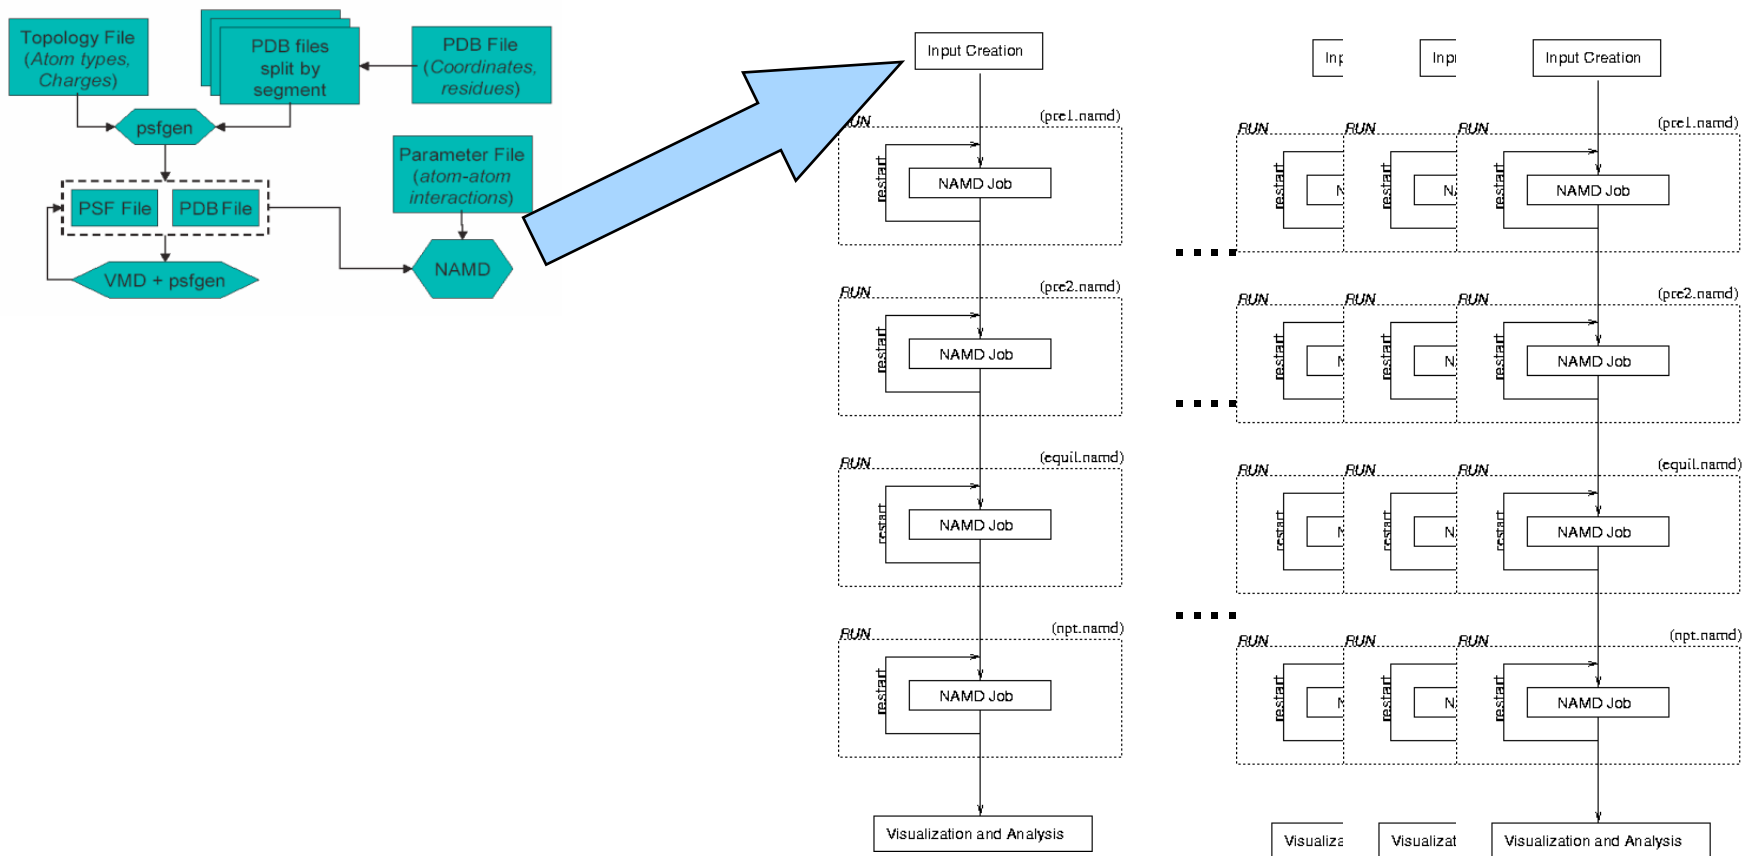 Topology File
(Atom types,
Charges)
PDB files
split by
segment
PDB File
(Coordinates,
residues)
psfgen
Parameter File
(atom-atom
interactions)
PSF File
PDB File
VMD + psfgen
NAMD
Input Creation
(pre1.namd)
restart
NAMD Job
RUN
(pre2.namd)
restart
NAMD Job
RUN
(equil.namd)
restart
NAMD Job
RUN
(npt.namd)
restart
NAMD Job
Visualization and Analysis
Inp
Inp
Input Creation
RUN
RUN
RUN
(pre1.namd)
restart
restart
restart
NAMD Job
RUN
RUN
RUN
(pre2.namd)
restart
restart
restart
NAMD Job
RUN
RUN
RUN
(equil.namd)
restart
restart
restart
NAMD Job
RUN
RUN
RUN
(npt.namd)
restart
restart
restart
NAMD Job
Visualiza
Visualizat
Visualization and Analysis